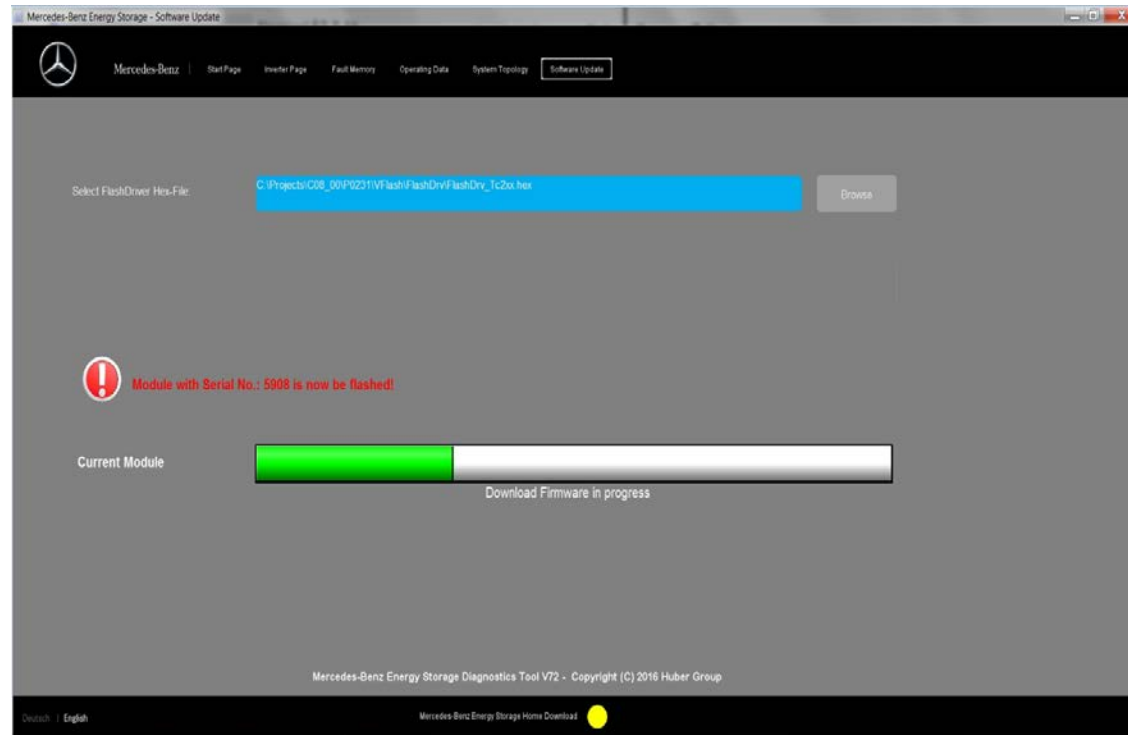 Mercedes-Benz Energy Storage - Software Update
Mercedes-Benz | Start Page Inverter Page Fault Memory Operating Data System Topology Software Update
Select FlashDriver Hex-File: C:\Projects\C08_00\P0231\VFlash\FlashDrv\FlashDrv_Tc2xx.hex Browse
Module with Serial No.: 5908 is now be flashed!
Current Module
Download Firmware in progress
Mercedes-Benz Energy Storage Diagnostics Tool V72 - Copyright (C) 2016 Huber Group
Deutsch | English Mercedes-Benz Energy Storage Home Download